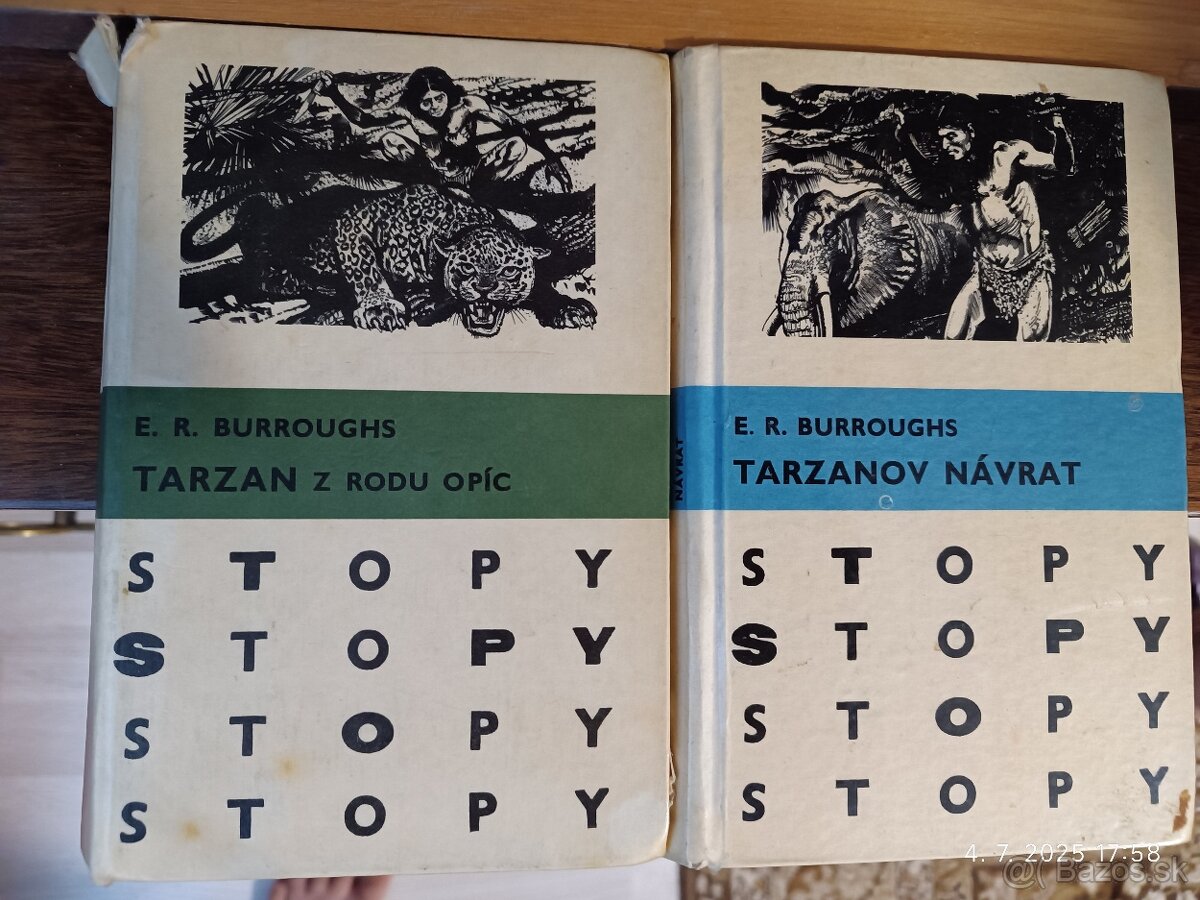 E. R. BURROUGHS
TARZAN Z RODU OPÍC
S T O P Y
S T O P Y
S T O P Y
S T O P Y
NÁVRAT
E. R. BURROUGHS
TARZANOV NÁVRAT
S T O P Y
S T O P Y
S T O P Y
S T O P Y
4. 7. 2025 17:58
Bazos.sk